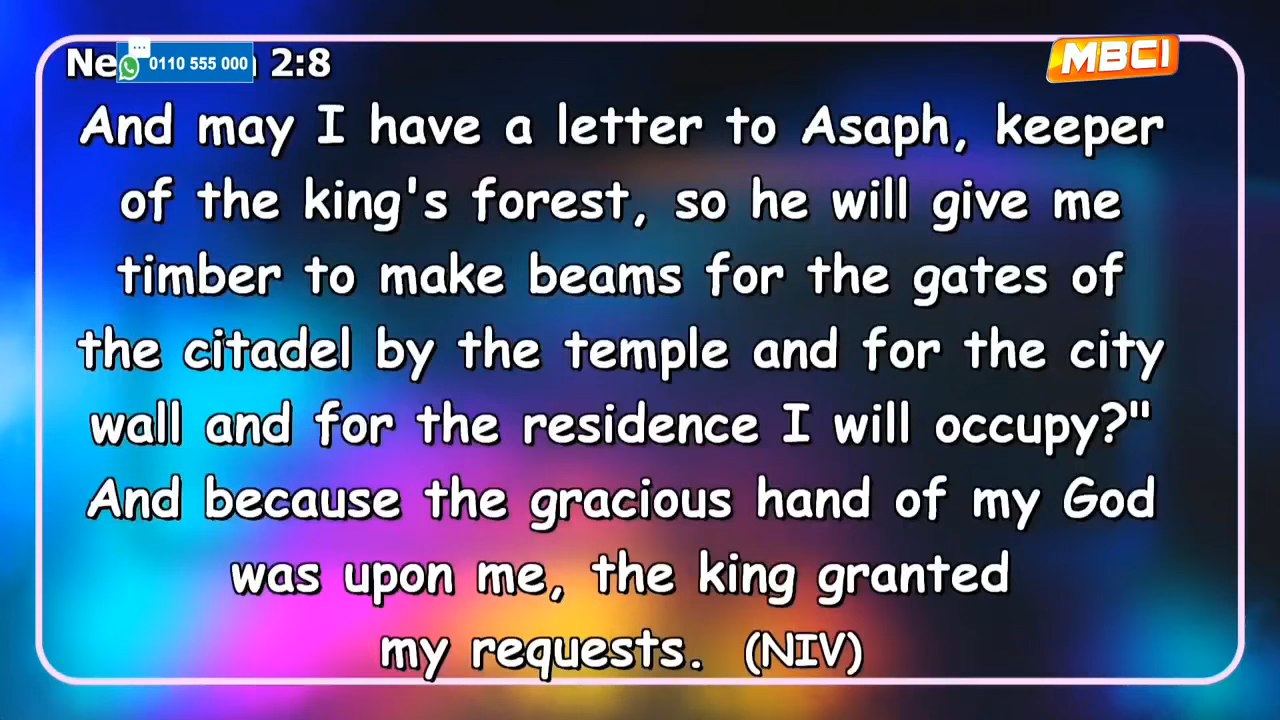 Ne 2:8
0110 555 000
MBCI
And may I have a letter to Asaph, keeper
of the king's forest, so he will give me
timber to make beams for the gates of
the citadel by the temple and for the city
wall and for the residence I will occupy?"
And because the gracious hand of my God
was upon me, the king granted
my requests. (NIV)